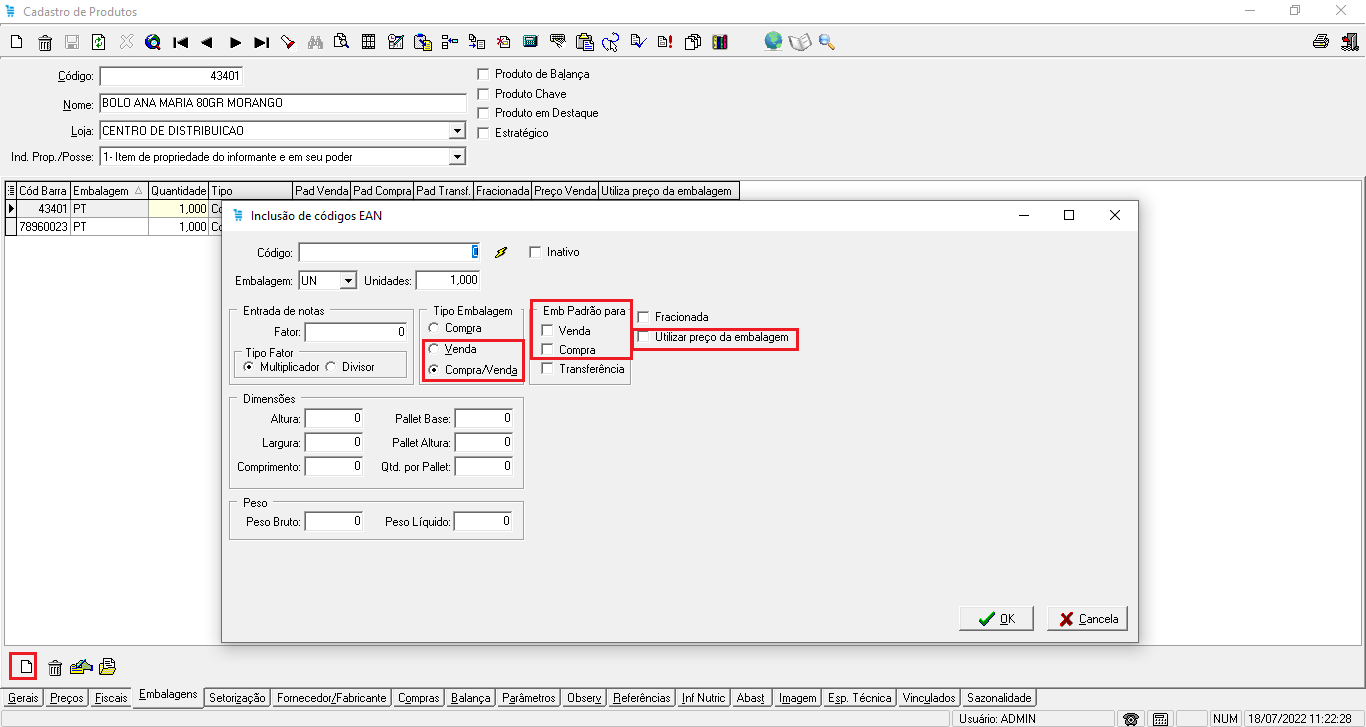 Cadastro de Produtos
Código: 43401
Nome: BOLO ANA MARIA 80GR MORANGO
Loja: CENTRO DE DISTRIBUICAO
Ind. Prop./Posse: 1- Item de propriedade do informante e em seu poder
Produto de Balança
Produto Chave
Produto em Destaque
Estratégico
Cód Barra Embalagem Quantidade Tipo Pad Venda Pad Compra Pad Transf. Fracionada Preço Venda Utiliza preço da embalagem
43401 PT 1,000
78960023 PT 1,000
Inclusão de códigos EAN
Código: 0 Inativo
Embalagem: UN Unidades: 1,000
Entrada de notas
Fator: 0
Tipo Fator
Multiplicador Divisor
Tipo Embalagem
Compra
Venda
Compra/Venda
Emb Padrão para
Venda
Compra
Transferência
Fracionada
Utilizar preço da embalagem
Dimensões
Altura: 0 Pallet Base: 0
Largura: 0 Pallet Altura: 0
Comprimento: 0 Qtd. por Pallet: 0
Peso
Peso Bruto: 0 Peso Líquido: 0
OK Cancela
Gerais Preços Fiscais Embalagens Setorização Fornecedor/Fabricante Compras Balança Parâmetros Observ Referências Inf Nutric Abast Imagem Esp. Técnica Vinculados Sazonalidade
Usuário: ADMIN NUM 18/07/2022 11:22:28